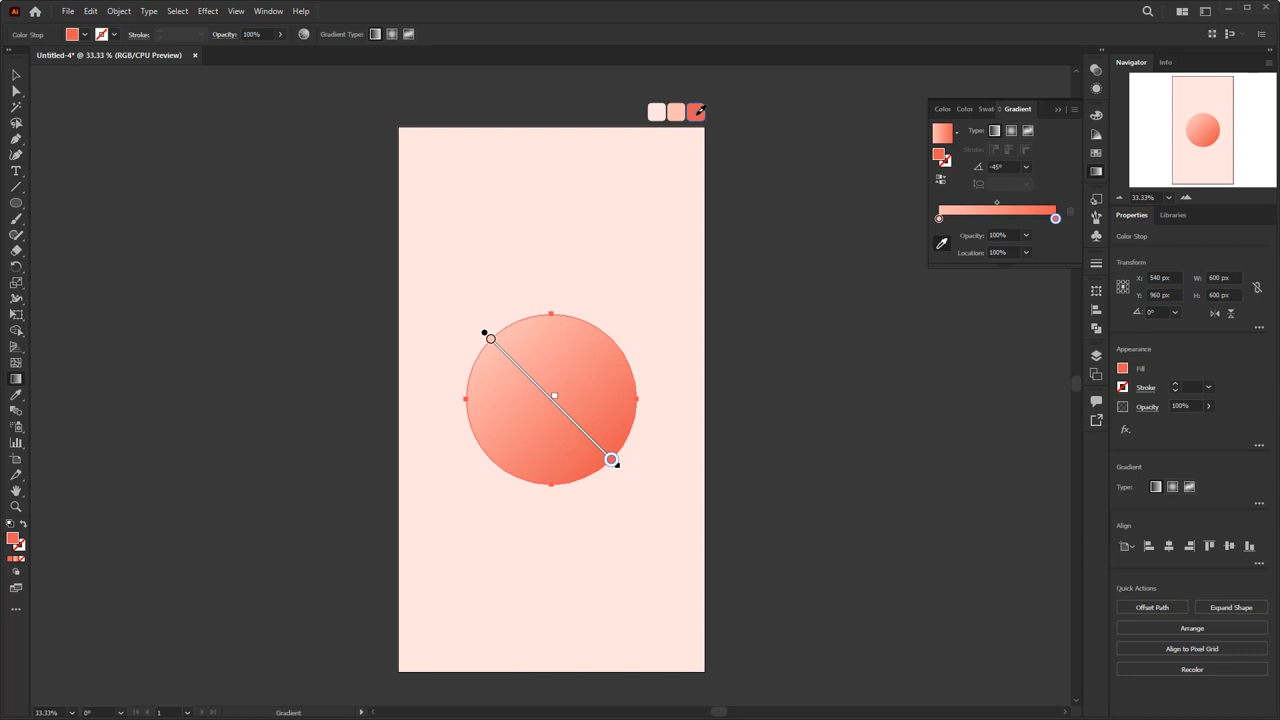 Ai File Edit Object Type Select Effect View Window Help
Color Stop Stroke: Opacity: 100% Gradient Type:
Untitled-4* @ 33.33 % (RGB/CPU Preview) ×
Color Color Swat Gradient
Type:
Stroke:
-45°
Opacity: 100%
Location: 100%
Navigator Info
33.33%
Properties Libraries
Color Stop
Transform
X: 540 px W: 600 px
Y: 960 px H: 600 px
0°
Appearance
Fill
Stroke
Opacity 100%
fx.
Gradient
Type:
Align
Quick Actions
Offset Path Expand Shape
Arrange
Align to Pixel Grid
Recolor
33.33% 0° 1 Gradient